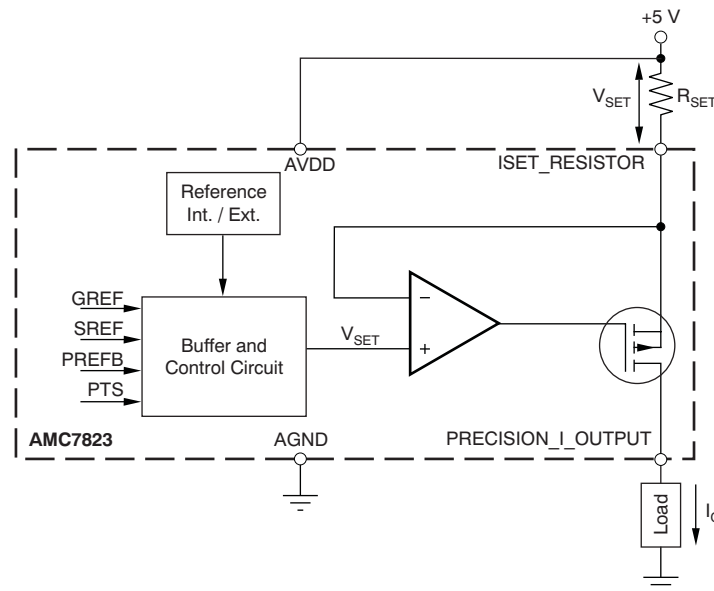 +5 V
VSET
RSET
AVDD
ISET_RESISTOR
Reference
Int. / Ext.
GREF
SREF
PREFB
PTS
Buffer and
Control Circuit
VSET
−
+
AMC7823
AGND
PRECISION_I_OUTPUT
Load